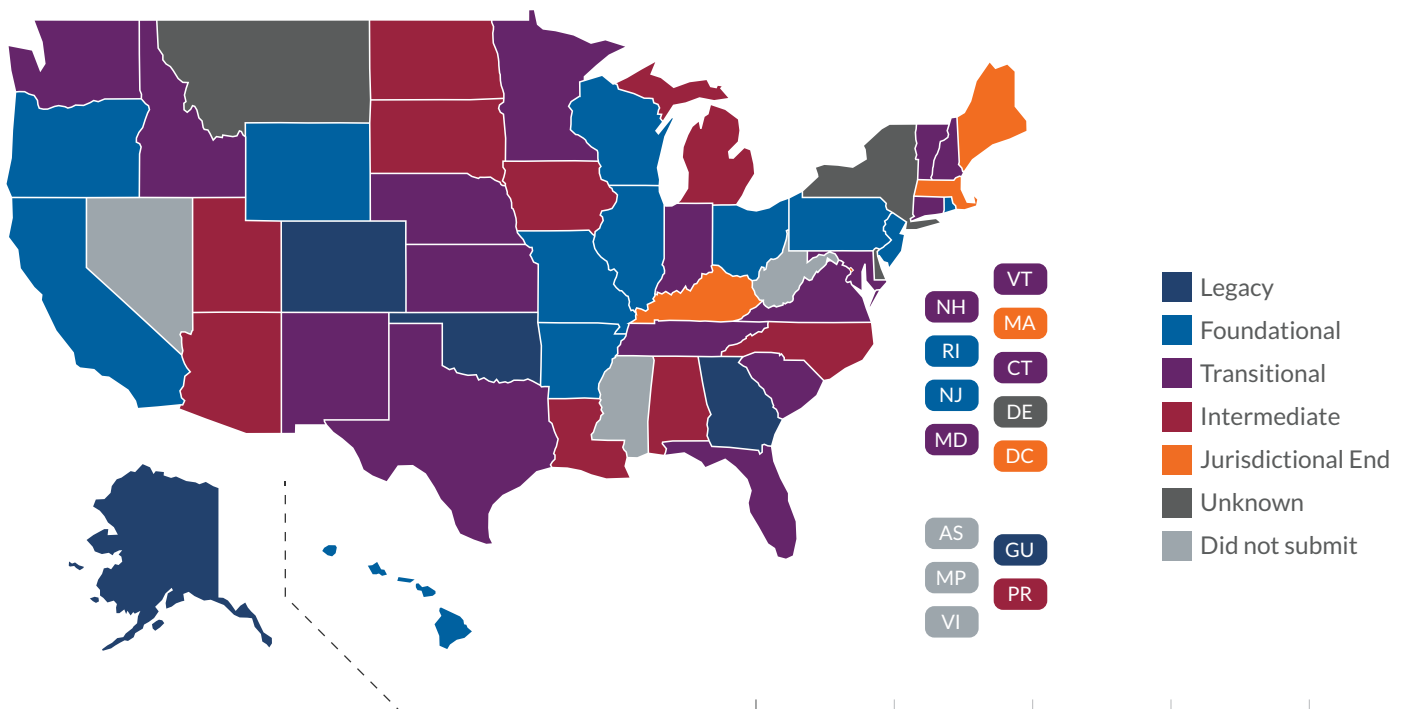 VT
NH
MA
RI
CT
NJ
DE
MD
DC
AS
GU
MP
PR
VI
Legacy
Foundational
Transitional
Intermediate
Jurisdictional End
Unknown
Did not submit